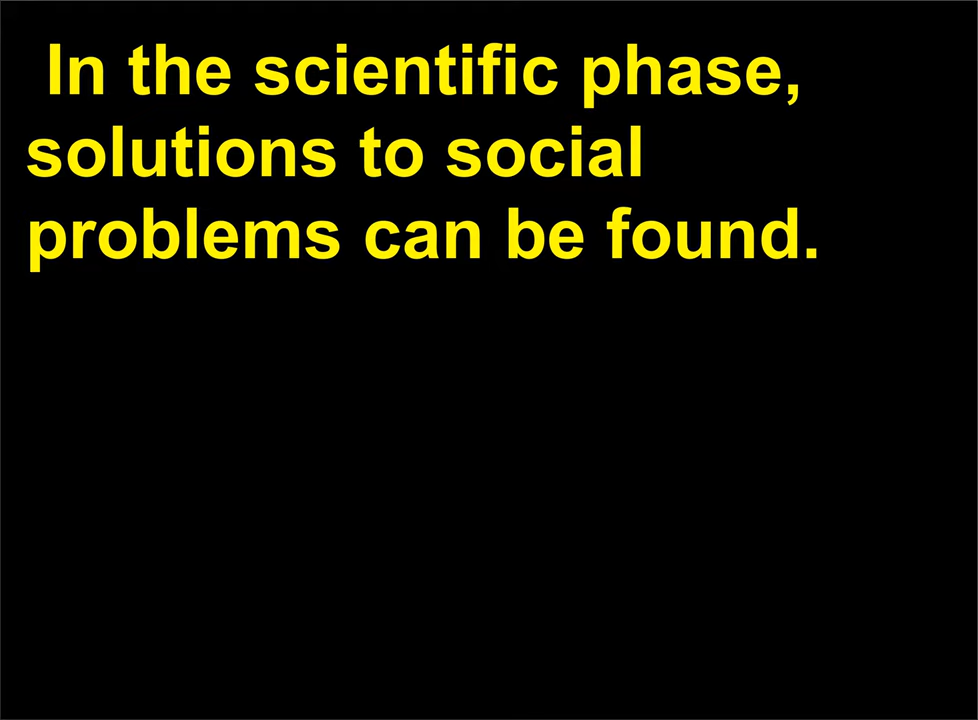 In the scientific phase,
solutions to social
problems can be found.